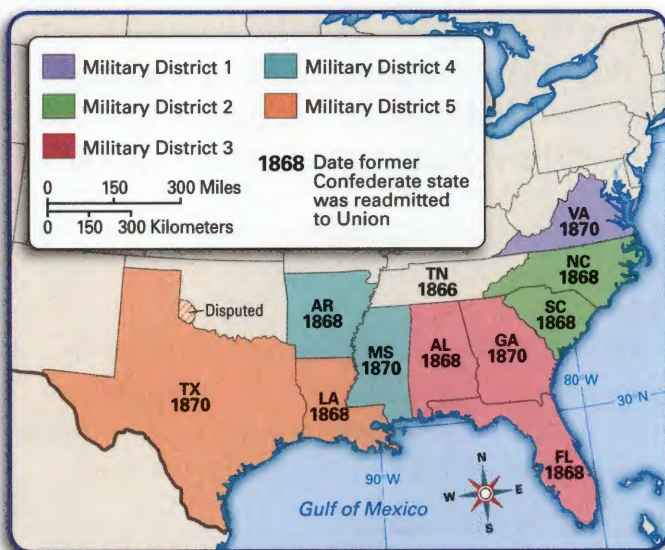 Military District 1
Military District 2
Military District 3
Military District 4
Military District 5
0 150 300 Miles
0 150 300 Kilometers
1868 Date former
Confederate state
was readmitted
to Union
VA
1870
NC
1868
SC
1868
TN
1866
AR
1868
MS
1870
AL
1868
GA
1870
Disputed
TX
1870
LA
1868
FL
1868
80°W
30°N
90°W
Gulf of Mexico
N
W E
S